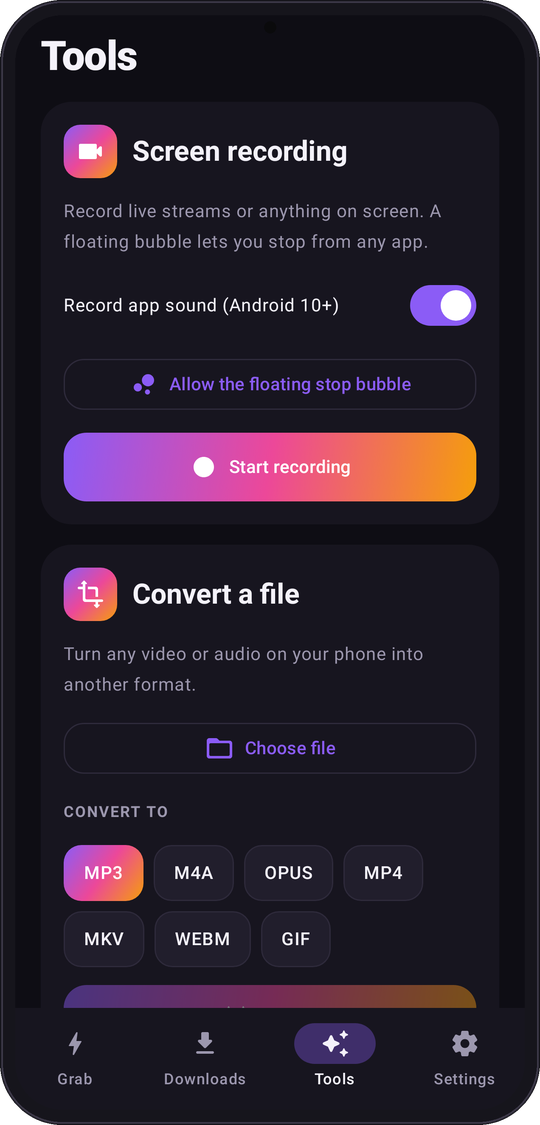 Tools
Screen recording
Record live streams or anything on screen. A
floating bubble lets you stop from any app.
Record app sound (Android 10+)
Allow the floating stop bubble
Start recording
Convert a file
Turn any video or audio on your phone into
another format.
Choose file
CONVERT TO
MP3 M4A OPUS MP4
MKV WEBM GIF
Grab Downloads Tools Settings